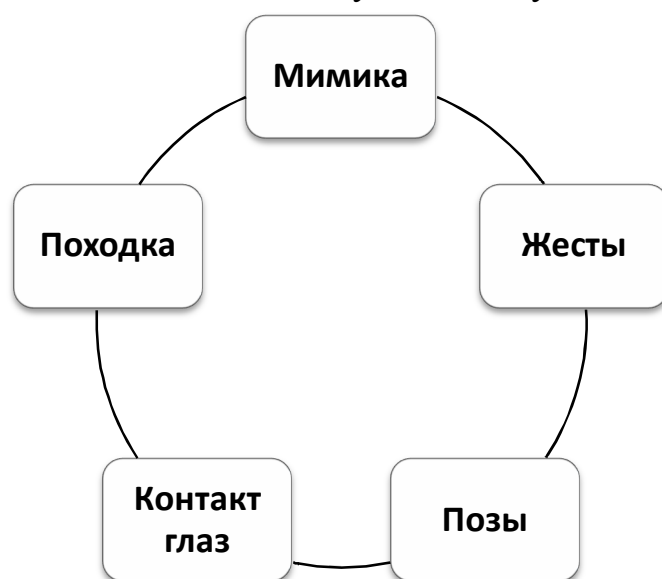 Мимика
Жесты
Позы
Контакт
глаз
Походка